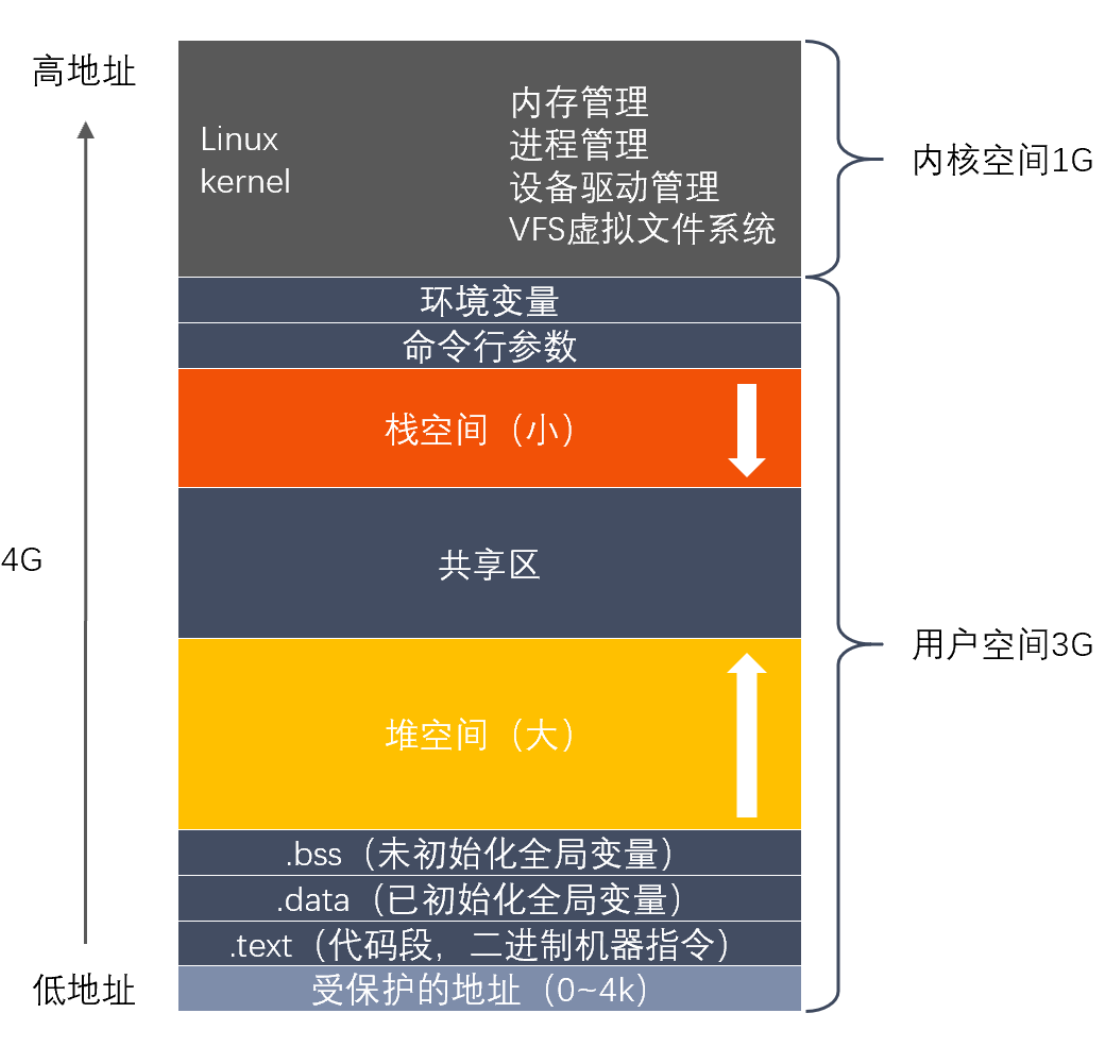 高地址
Linux
kernel
内存管理
进程管理
设备驱动管理
VFS虚拟文件系统
内核空间1G
环境变量
命令行参数
栈空间（小）
共享区
4G
用户空间3G
堆空间（大）
.bss（未初始化全局变量）
.data（已初始化全局变量）
.text（代码段，二进制机器指令）
低地址
受保护的地址（0~4k）